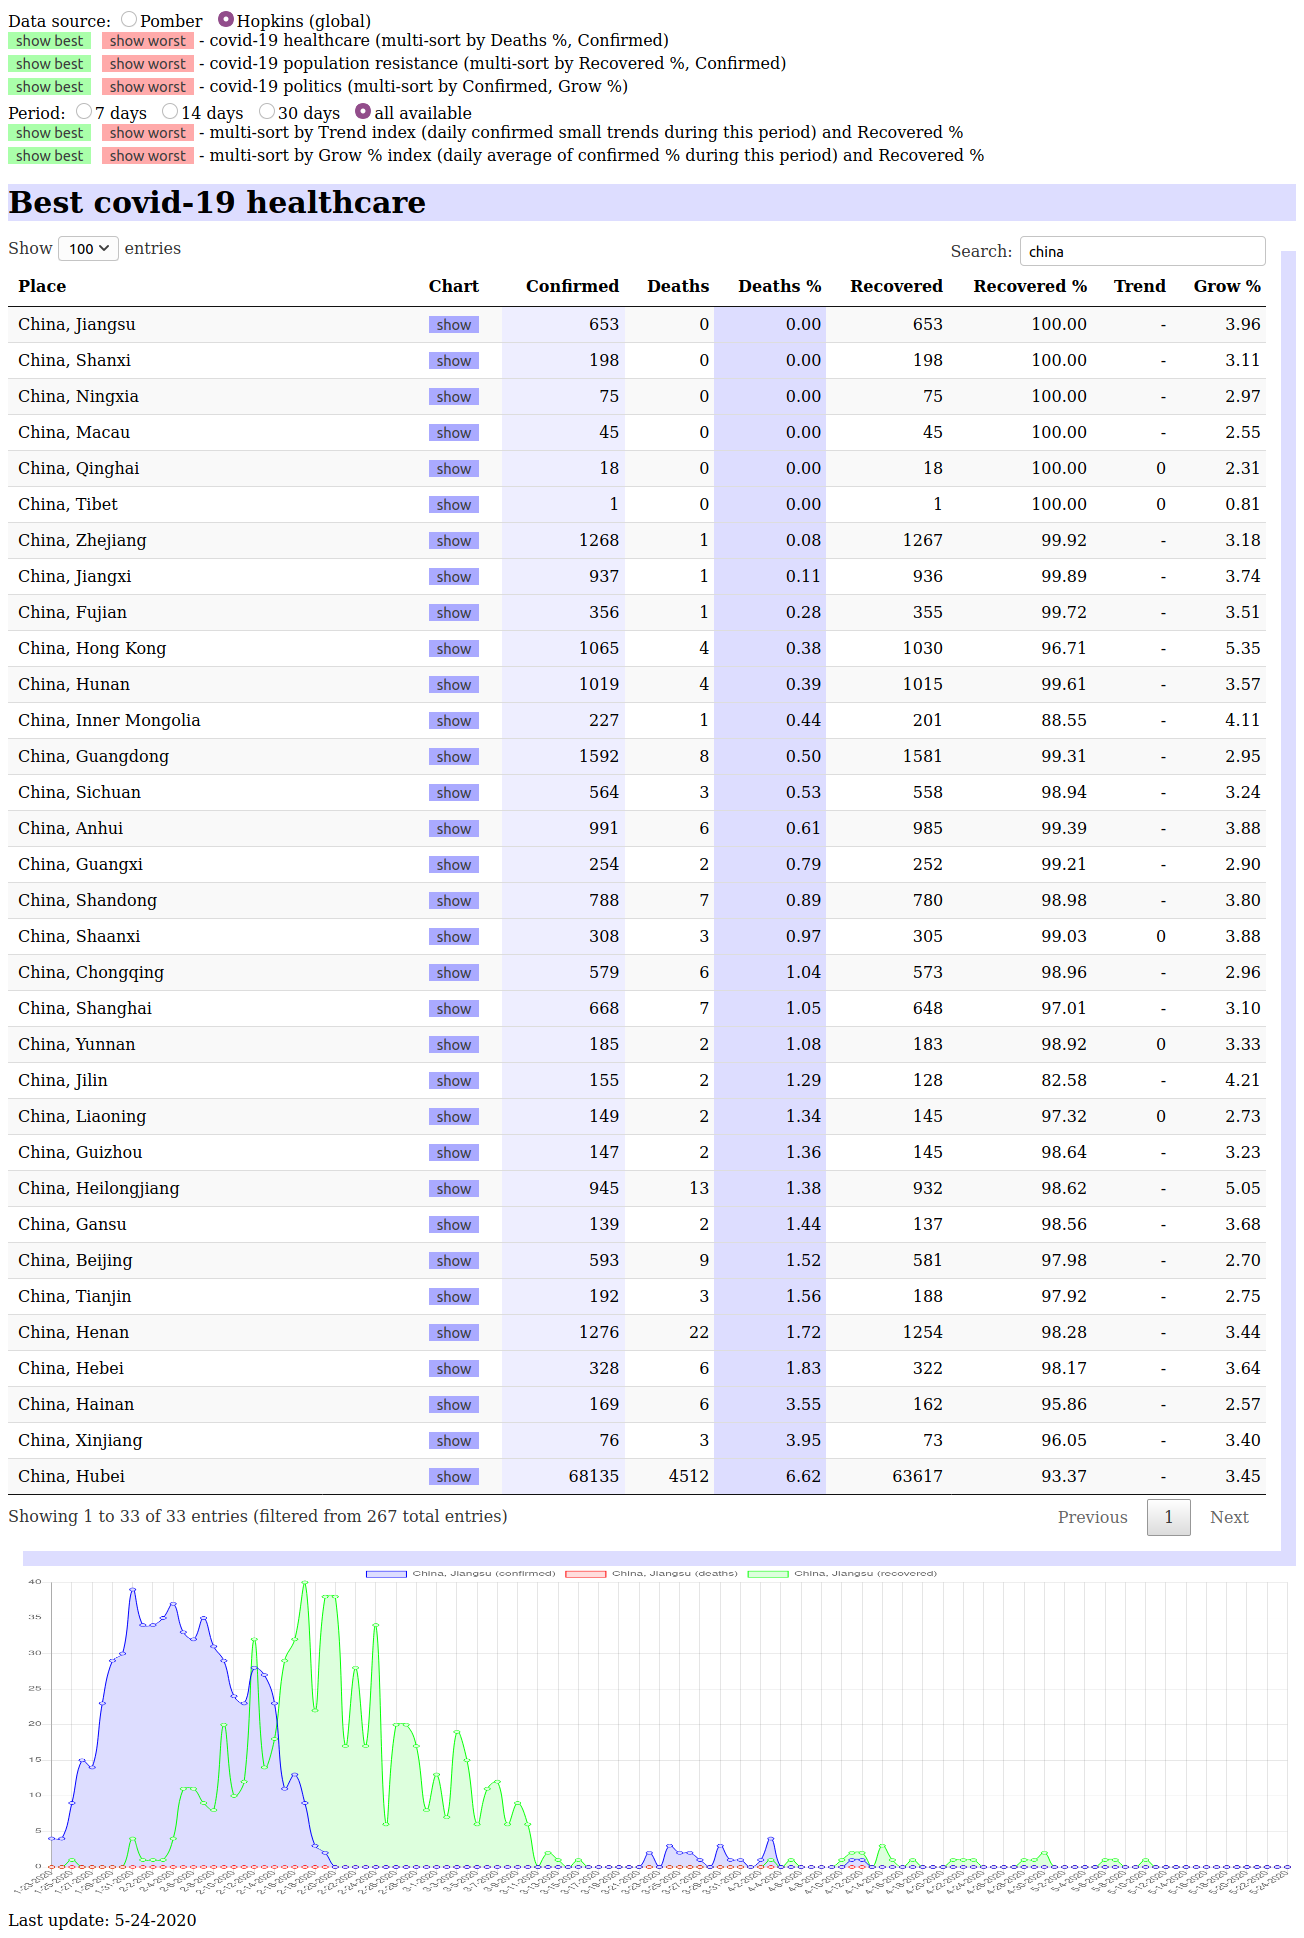 Data source: Pomber Hopkins (global)
show best show worst - covid-19 healthcare (multi-sort by Deaths %, Confirmed)
show best show worst - covid-19 population resistance (multi-sort by Recovered %, Confirmed)
show best show worst - covid-19 politics (multi-sort by Confirmed, Grow %)
Period: 7 days 14 days 30 days all available
show best show worst - multi-sort by Trend index (daily confirmed small trends during this period) and Recovered %
show best show worst - multi-sort by Grow % index (daily average of confirmed % during this period) and Recovered %
Best covid-19 healthcare
Show 100 entries Search: china
Place Chart Confirmed Deaths Deaths % Recovered Recovered % Trend Grow %
China, Jiangsu show 653 0 0.00 653 100.00 - 3.96
China, Shanxi show 198 0 0.00 198 100.00 - 3.11
China, Ningxia show 75 0 0.00 75 100.00 - 2.97
China, Macau show 45 0 0.00 45 100.00 - 2.55
China, Qinghai show 18 0 0.00 18 100.00 0 2.31
China, Tibet show 1 0 0.00 1 100.00 0 0.81
China, Zhejiang show 1268 1 0.08 1267 99.92 - 3.18
China, Jiangxi show 937 1 0.11 936 99.89 - 3.74
China, Fujian show 356 1 0.28 355 99.72 - 3.51
China, Hong Kong show 1065 4 0.38 1030 96.71 - 5.35
China, Hunan show 1019 4 0.39 1015 99.61 - 3.57
China, Inner Mongolia show 227 1 0.44 201 88.55 - 4.11
China, Guangdong show 1592 8 0.50 1581 99.31 - 2.95
China, Sichuan show 564 3 0.53 558 98.94 - 3.24
China, Anhui show 991 6 0.61 985 99.39 - 3.88
China, Guangxi show 254 2 0.79 252 99.21 - 2.90
China, Shandong show 788 7 0.89 780 98.98 - 3.80
China, Shaanxi show 308 3 0.97 305 99.03 0 3.88
China, Chongqing show 579 6 1.04 573 98.96 - 2.96
China, Shanghai show 668 7 1.05 648 97.01 - 3.10
China, Yunnan show 185 2 1.08 183 98.92 0 3.33
China, Jilin show 155 2 1.29 128 82.58 - 4.21
China, Liaoning show 149 2 1.34 145 97.32 0 2.73
China, Guizhou show 147 2 1.36 145 98.64 - 3.23
China, Heilongjiang show 945 13 1.38 932 98.62 - 5.05
China, Gansu show 139 2 1.44 137 98.56 - 3.68
China, Beijing show 593 9 1.52 581 97.98 - 2.70
China, Tianjin show 192 3 1.56 188 97.92 - 2.75
China, Henan show 1276 22 1.72 1254 98.28 - 3.44
China, Hebei show 328 6 1.83 322 98.17 - 3.64
China, Hainan show 169 6 3.55 162 95.86 - 2.57
China, Xinjiang show 76 3 3.95 73 96.05 - 3.40
China, Hubei show 68135 4512 6.62 63617 93.37 - 3.45
Showing 1 to 33 of 33 entries (filtered from 267 total entries) Previous 1 Next
China, Jiangsu (confirmed) China, Jiangsu (deaths) China, Jiangsu (recovered)
40
35
30
25
20
15
10
5
0
Last update: 5-24-2020